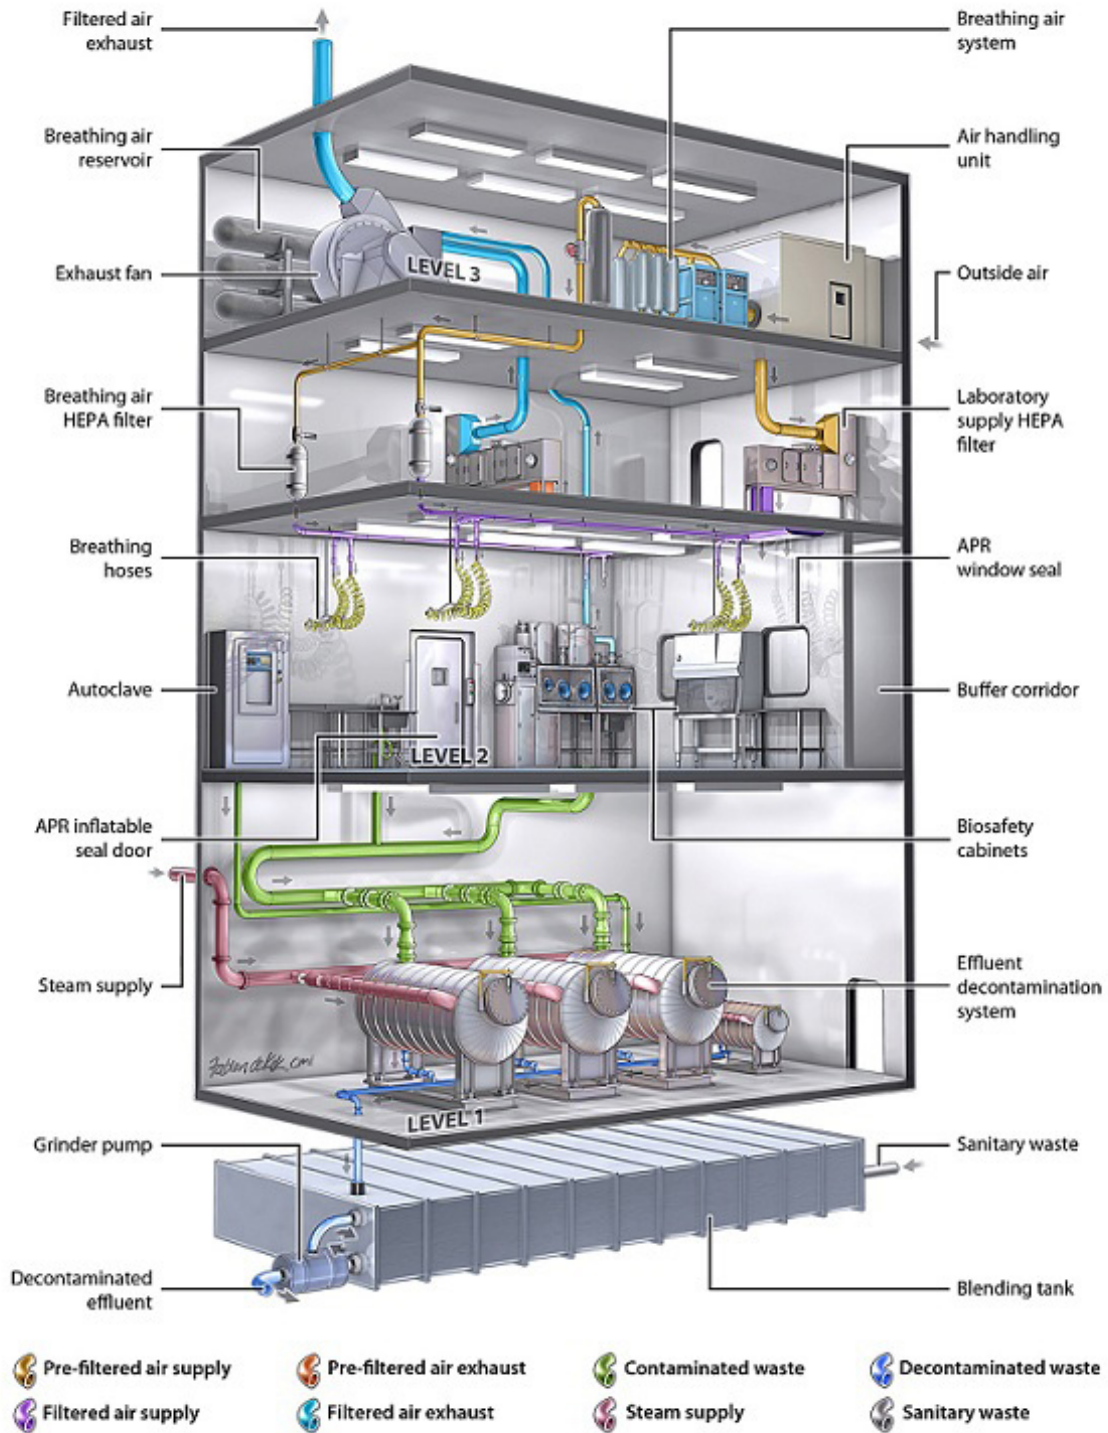 Filtered air
exhaust
Breathing air
system
Breathing air
reservoir
Air handling
unit
Exhaust fan
LEVEL 3
Outside air
Breathing air
HEPA filter
Laboratory
supply HEPA
filter
Breathing
hoses
APR
window seal
Autoclave
Buffer corridor
LEVEL 2
APR inflatable
seal door
Biosafety
cabinets
Steam supply
Effluent
decontamination
system
LEVEL 1
Grinder pump
Sanitary waste
Decontaminated
effluent
Blending tank
Pre-filtered air supply
Pre-filtered air exhaust
Contaminated waste
Decontaminated waste
Filtered air supply
Filtered air exhaust
Steam supply
Sanitary waste